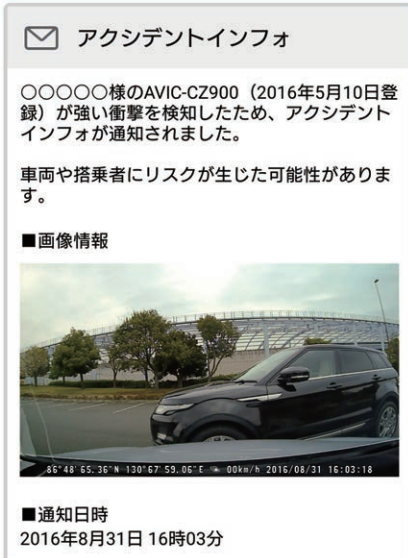 アクシデントインフォ
〇〇〇〇〇様のAVIC-CZ900（2016年5月10日登
録）が強い衝撃を検知したため、アクシデント
インフォが通知されました。
車両や搭乗者にリスクが生じた可能性がありま
す。
■画像情報
86°48'65.36"N 130°67'59.06"E 00km/h 2016/08/31 16:03:18
■通知日時
2016年8月31日 16時03分